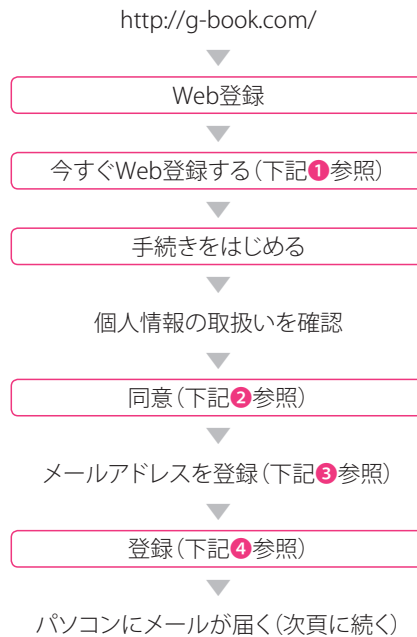 http://g-book.com/
Web登録
今すぐWeb登録する（下記❶参照）
手続きをはじめる
個人情報の取扱いを確認
同意（下記❷参照）
メールアドレスを登録（下記❸参照）
登録（下記❹参照）
パソコンにメールが届く（次頁に続く）